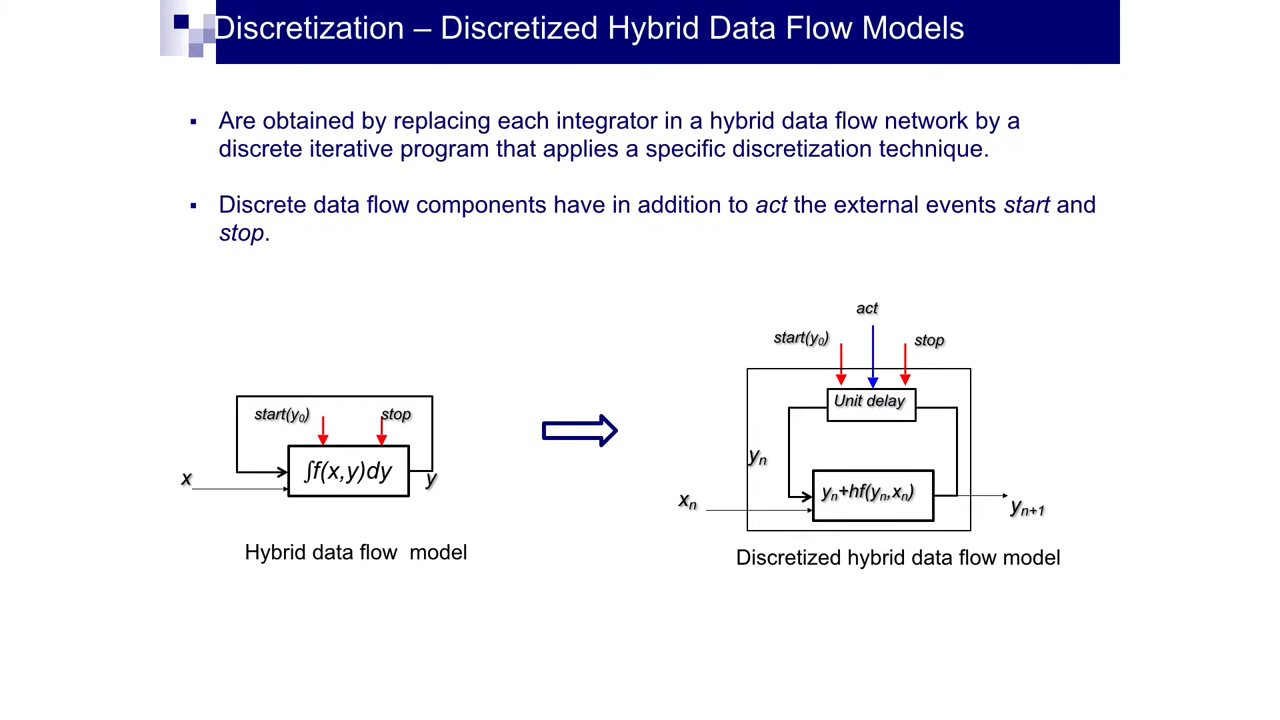 Discretization – Discretized Hybrid Data Flow Models
▪ Are obtained by replacing each integrator in a hybrid data flow network by a
discrete iterative program that applies a specific discretization technique.
▪ Discrete data flow components have in addition to act the external events start and
stop.
act
start(y₀)
stop
Unit delay
start(y₀)
stop
x
∫f(x,y)dy
y
yₙ
xₙ
yₙ+hf(yₙ,xₙ)
yₙ₊₁
Hybrid data flow model
Discretized hybrid data flow model